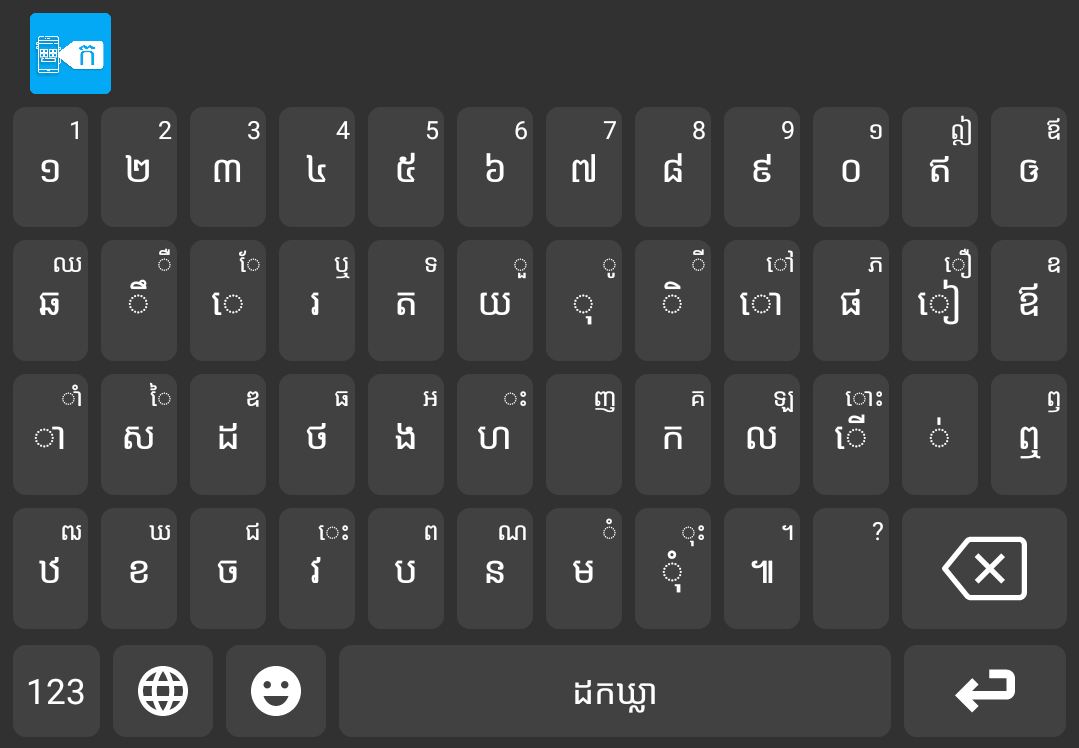 ក៏
1 2 3 4 5 6 7 8 9 ១ ឦ ឪ
១ ២ ៣ ៤ ៥ ៦ ៧ ៨ ៩ ០ ឥ ឲ
ឈ ឺ ែ ឬ ទ ួ ូ ី ៅ ភ ឿ ឧ
ឆ ឹ េ រ ត យ ុ ិ ោ ផ ៀ ឪ
ាំ ៃ ឌ ធ អ ះ ញ គ ឡ ោះ ឭ
ា ស ដ ថ ង ហ ក ល ើ ់ ឮ
ឍ ឃ ជ េះ ព ណ ំ ុះ ។ ?
ឋ ខ ច វ ប ន ម ុំ ៕
123 ដកឃ្លា